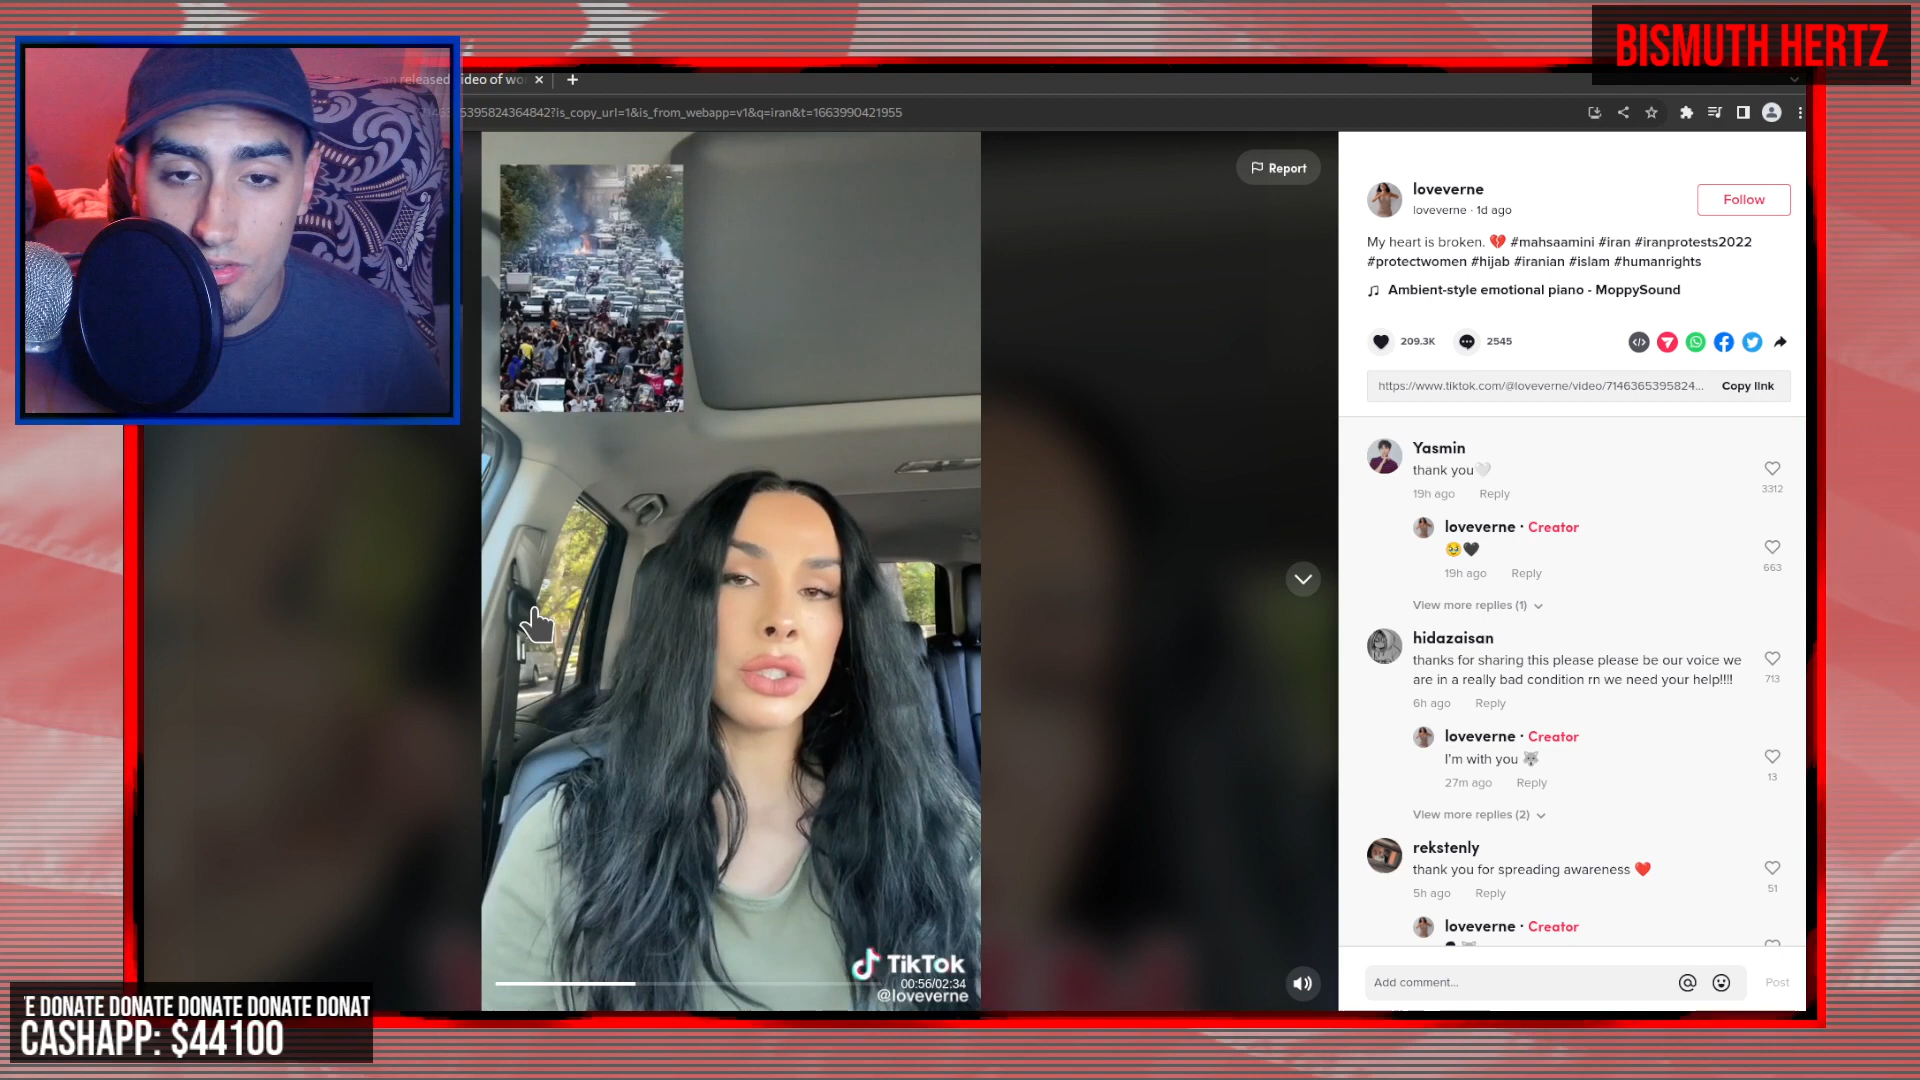 BISMUTH HERTZ
an released video of wo
5395824364842?is_copy_url=1&is_from_webapp=v1&q=iran&t=1663990421955
Report
loveverne
loveverne · 1d ago
Follow
My heart is broken. 💔 #mahsaamini #iran #iranprotests2022
#protectwomen #hijab #iranian #islam #humanrights
Ambient-style emotional piano - MoppySound
209.3K
2545
https://www.tiktok.com/@loveverne/video/7146365395824...
Copy link
Yasmin
thank you🤍
19h ago
Reply
3312
loveverne · Creator
🥹🖤
19h ago
Reply
663
View more replies (1)
hidazaisan
thanks for sharing this please please be our voice we
are in a really bad condition rn we need your help!!!!
6h ago
Reply
713
loveverne · Creator
I'm with you 🐺
27m ago
Reply
13
View more replies (2)
rekstenly
thank you for spreading awareness ❤️
5h ago
Reply
51
loveverne · Creator
TikTok
00:56/02:34
@loveverne
Add comment...
Post
E DONATE DONATE DONATE DONATE DONAT
CASHAPP: $44100